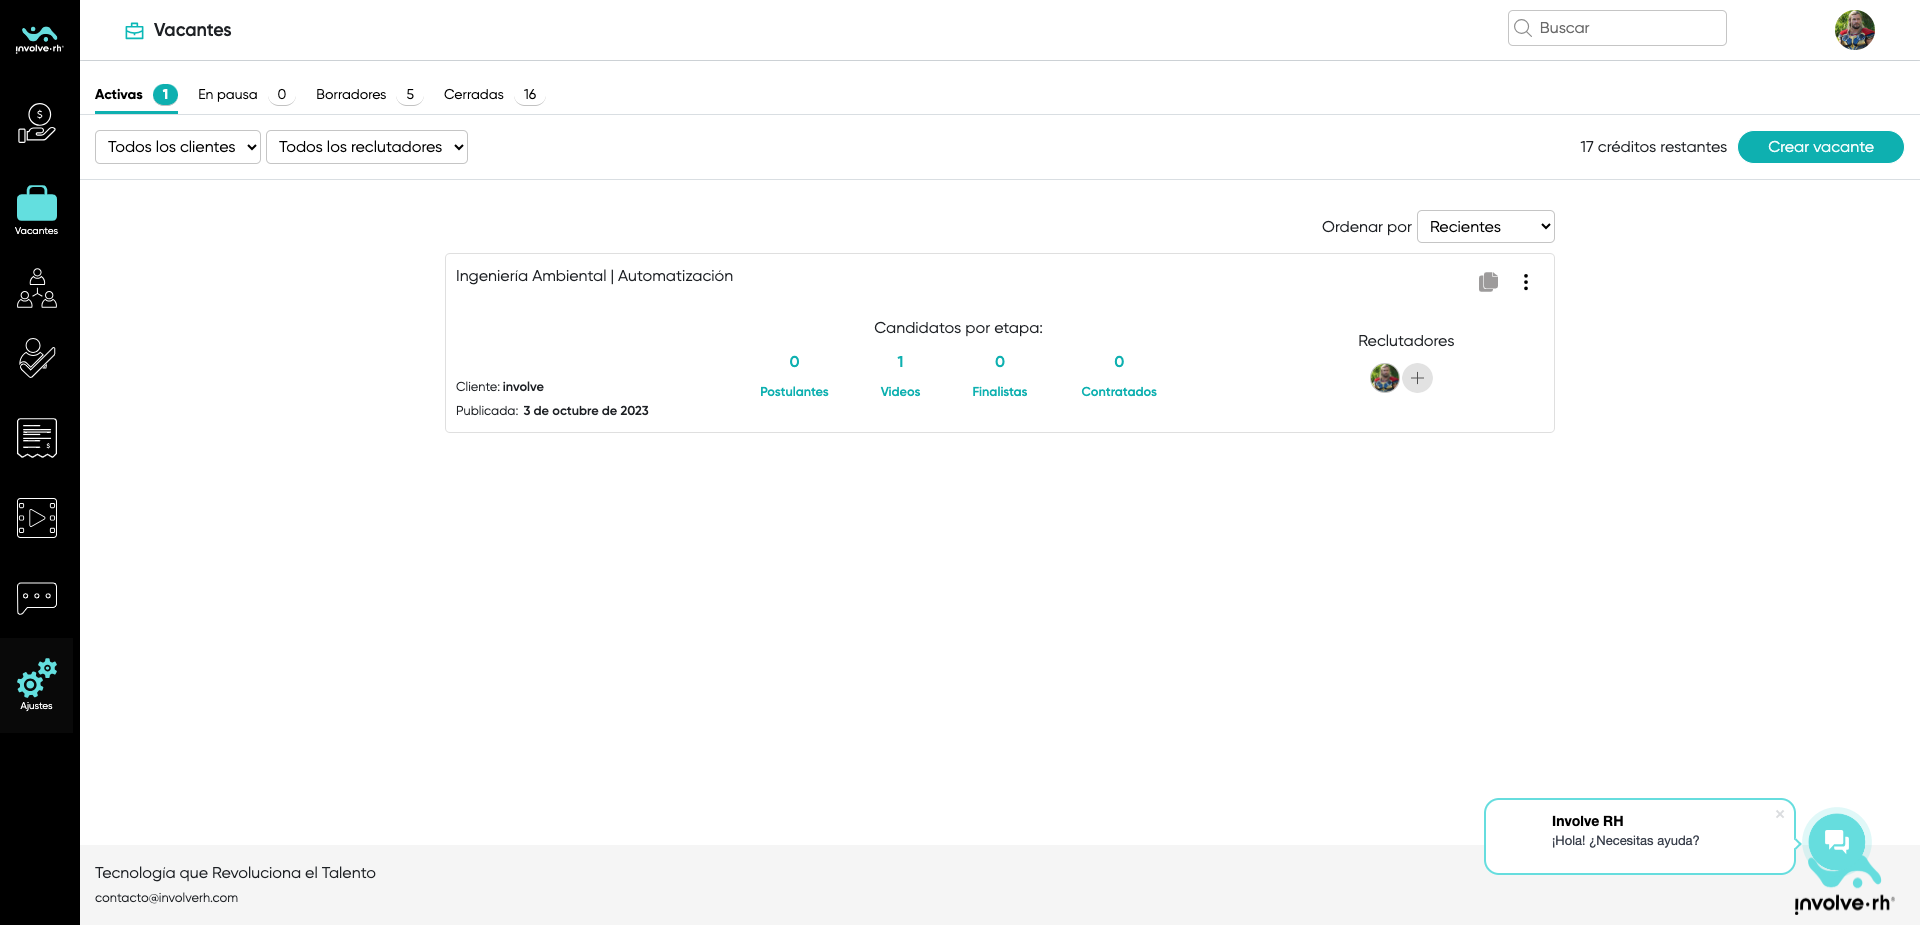 involve·rh
Vacantes
Buscar
Activas 1 En pausa 0 Borradores 5 Cerradas 16
Todos los clientes Todos los reclutadores 17 créditos restantes Crear vacante
Vacantes
Ordenar por Recientes
Ingeniería Ambiental | Automatización
Candidatos por etapa:
Reclutadores
0 1 0 0
Postulantes Videos Finalistas Contratados
Cliente: involve
Publicada: 3 de octubre de 2023
Ajustes
Involve RH
¡Hola! ¿Necesitas ayuda?
Tecnología que Revoluciona el Talento
contacto@involverh.com
involve·rh®